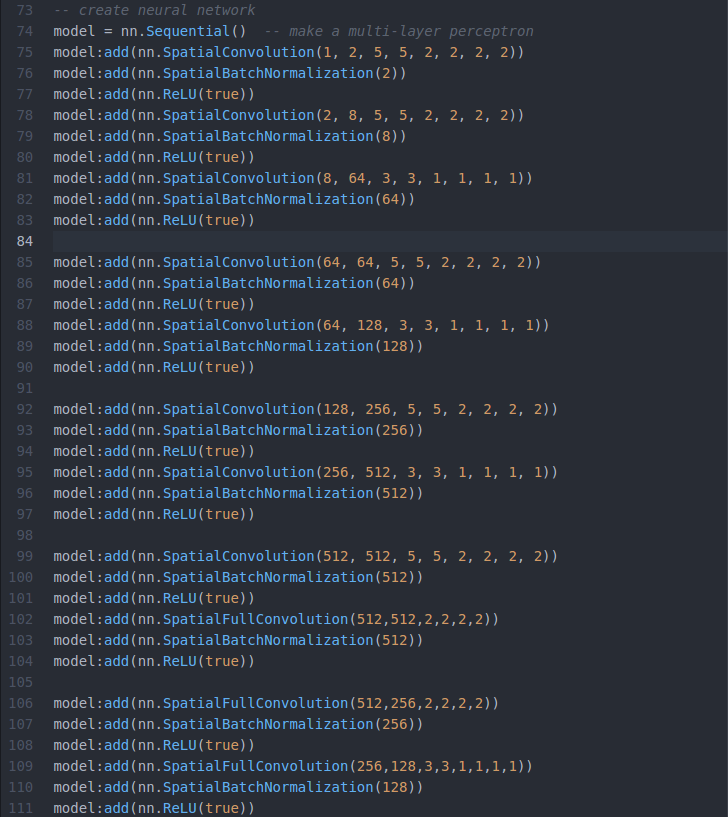 73 -- create neural network
74 model = nn.Sequential()  -- make a multi-layer perceptron
75 model:add(nn.SpatialConvolution(1, 2, 5, 5, 2, 2, 2, 2))
76 model:add(nn.SpatialBatchNormalization(2))
77 model:add(nn.ReLU(true))
78 model:add(nn.SpatialConvolution(2, 8, 5, 5, 2, 2, 2, 2))
79 model:add(nn.SpatialBatchNormalization(8))
80 model:add(nn.ReLU(true))
81 model:add(nn.SpatialConvolution(8, 64, 3, 3, 1, 1, 1, 1))
82 model:add(nn.SpatialBatchNormalization(64))
83 model:add(nn.ReLU(true))
84
85 model:add(nn.SpatialConvolution(64, 64, 5, 5, 2, 2, 2, 2))
86 model:add(nn.SpatialBatchNormalization(64))
87 model:add(nn.ReLU(true))
88 model:add(nn.SpatialConvolution(64, 128, 3, 3, 1, 1, 1, 1))
89 model:add(nn.SpatialBatchNormalization(128))
90 model:add(nn.ReLU(true))
91
92 model:add(nn.SpatialConvolution(128, 256, 5, 5, 2, 2, 2, 2))
93 model:add(nn.SpatialBatchNormalization(256))
94 model:add(nn.ReLU(true))
95 model:add(nn.SpatialConvolution(256, 512, 3, 3, 1, 1, 1, 1))
96 model:add(nn.SpatialBatchNormalization(512))
97 model:add(nn.ReLU(true))
98
99 model:add(nn.SpatialConvolution(512, 512, 5, 5, 2, 2, 2, 2))
100 model:add(nn.SpatialBatchNormalization(512))
101 model:add(nn.ReLU(true))
102 model:add(nn.SpatialFullConvolution(512,512,2,2,2,2))
103 model:add(nn.SpatialBatchNormalization(512))
104 model:add(nn.ReLU(true))
105
106 model:add(nn.SpatialFullConvolution(512,256,2,2,2,2))
107 model:add(nn.SpatialBatchNormalization(256))
108 model:add(nn.ReLU(true))
109 model:add(nn.SpatialFullConvolution(256,128,3,3,1,1,1,1))
110 model:add(nn.SpatialBatchNormalization(128))
111 model:add(nn.ReLU(true))